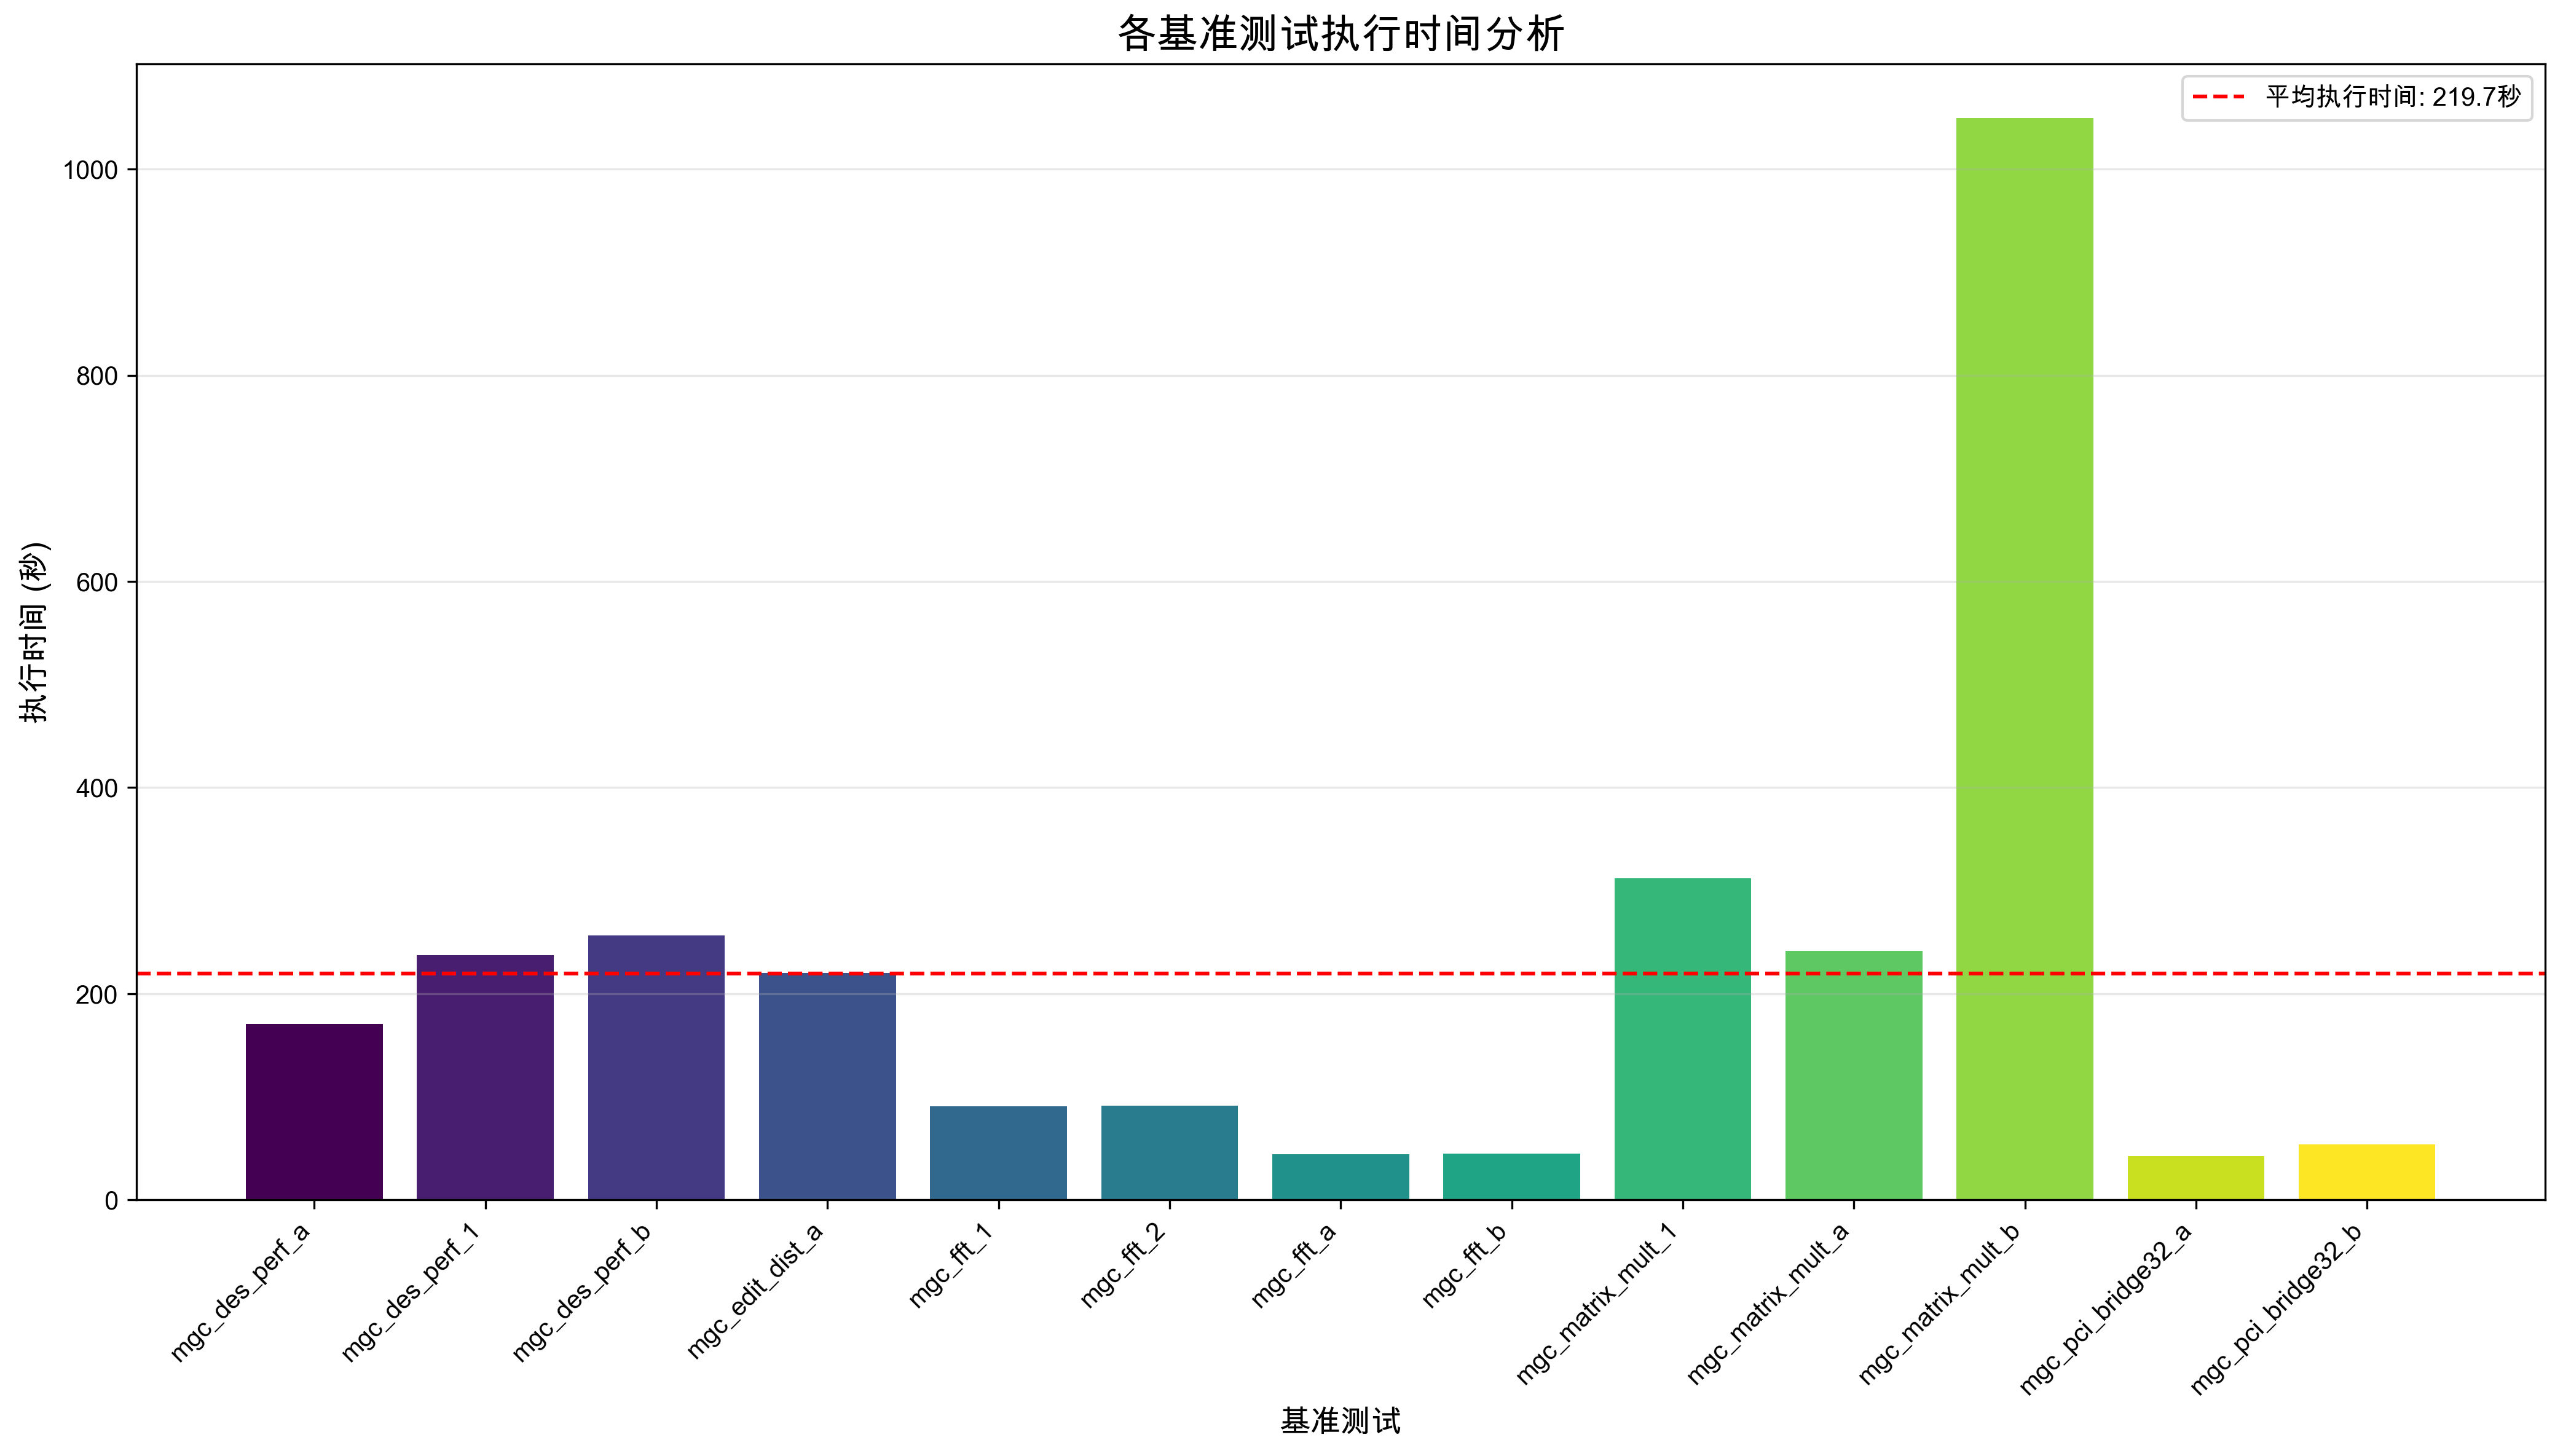 各基准测试执行时间分析
平均执行时间: 219.7秒
执行时间 (秒)
1000
800
600
400
200
0
mgc_des_perf_a
mgc_des_perf_1
mgc_des_perf_b
mgc_edit_dist_a
mgc_fft_1
mgc_fft_2
mgc_fft_a
mgc_fft_b
mgc_matrix_mult_1
mgc_matrix_mult_a
mgc_matrix_mult_b
mgc_pci_bridge32_a
mgc_pci_bridge32_b
基准测试